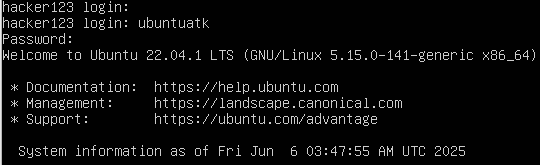 hacker123 login:
hacker123 login: ubuntuatk
Password:
Welcome to Ubuntu 22.04.1 LTS (GNU/Linux 5.15.0-141-generic x86_64)
* Documentation:  https://help.ubuntu.com
* Management:     https://landscape.canonical.com
* Support:        https://ubuntu.com/advantage
System information as of Fri Jun  6 03:47:55 AM UTC 2025